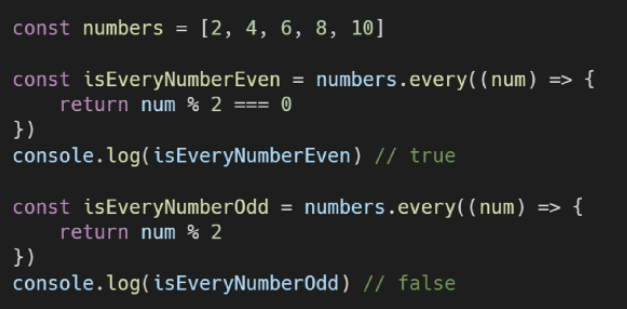 const numbers = [2, 4, 6, 8, 10]

const isEveryNumberEven = numbers.every((num) => {
    return num % 2 === 0
})
console.log(isEveryNumberEven) // true

const isEveryNumberOdd = numbers.every((num) => {
    return num % 2
})
console.log(isEveryNumberOdd) // false